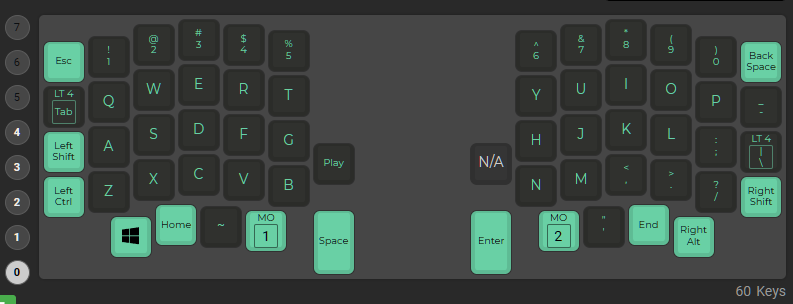 7
6
5
4
3
2
1
0
Esc
!
1
@
2
#
3
$
4
%
5
^
6
&
7
*
8
(
9
)
0
Back
Space
LT 4
Tab
Q
W
E
R
T
Y
U
I
O
P
_
-
Left
Shift
A
S
D
F
G
Play
N/A
H
J
K
L
:
;
LT 4
|
\
Left
Ctrl
Z
X
C
V
B
N
M
<
,
>
.
?
/
Right
Shift
Home
~
MO
1
Space
Enter
MO
2
"
'
End
Right
Alt
60 Keys